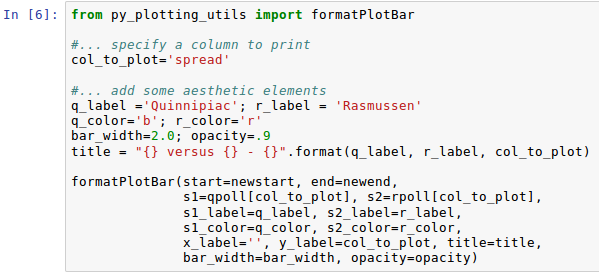 In [6]: from py_plotting_utils import formatPlotBar
#... specify a column to print
col_to_plot='spread'
#... add some aesthetic elements
q_label ='Quinnipiac'; r_label = 'Rasmussen'
q_color='b'; r_color='r'
bar_width=2.0; opacity=.9
title = "{} versus {} - {}".format(q_label, r_label, col_to_plot)
formatPlotBar(start=newstart, end=newend,
s1=qpoll[col_to_plot], s2=rpoll[col_to_plot],
s1_label=q_label, s2_label=r_label,
s1_color=q_color, s2_color=r_color,
x_label='', y_label=col_to_plot, title=title,
bar_width=bar_width, opacity=opacity)